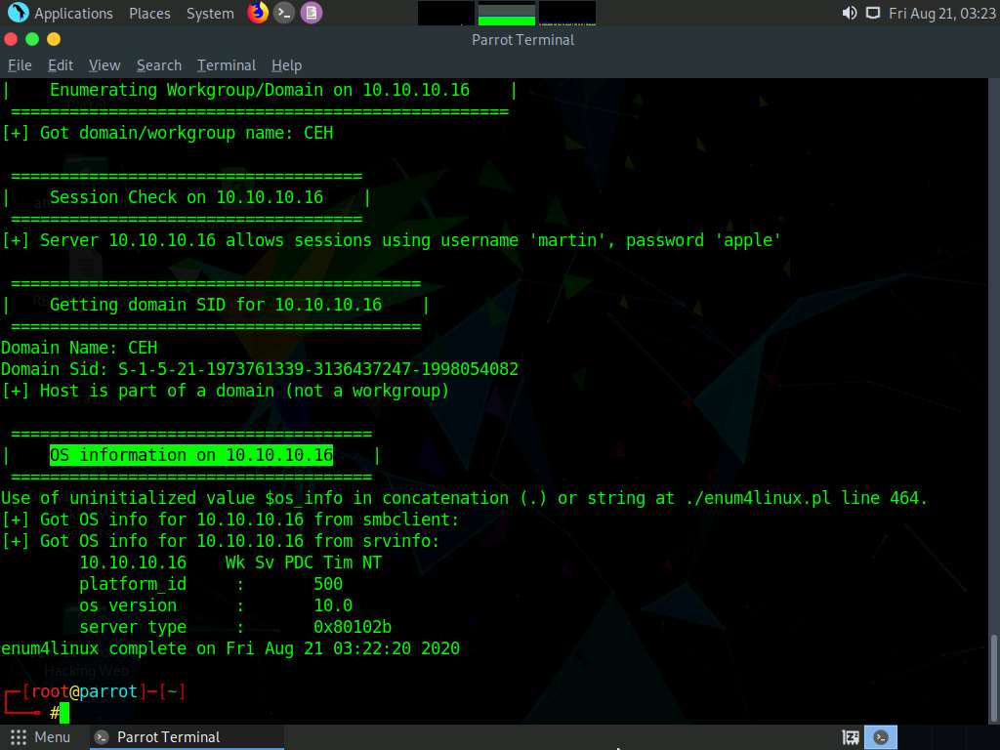 Applications Places System Fri Aug 21, 03:23
Parrot Terminal
File Edit View Search Terminal Help
| Enumerating Workgroup/Domain on 10.10.10.16 |
===================================================
[+] Got domain/workgroup name: CEH
====================================
| Session Check on 10.10.10.16 |
====================================
[+] Server 10.10.10.16 allows sessions using username 'martin', password 'apple'
==========================================
| Getting domain SID for 10.10.10.16 |
==========================================
Domain Name: CEH
Domain Sid: S-1-5-21-1973761339-3136437247-1998054082
[+] Host is part of a domain (not a workgroup)
=====================================
| OS information on 10.10.10.16 |
=====================================
Use of uninitialized value $os_info in concatenation (.) or string at ./enum4linux.pl line 464.
[+] Got OS info for 10.10.10.16 from smbclient:
[+] Got OS info for 10.10.10.16 from srvinfo:
10.10.10.16 Wk Sv PDC Tim NT
platform_id : 500
os version : 10.0
server type : 0x80102b
enum4linux complete on Fri Aug 21 03:22:20 2020
Hacking Web
┌─[root@parrot]─[~]
└──╼ #
Menu Parrot Terminal